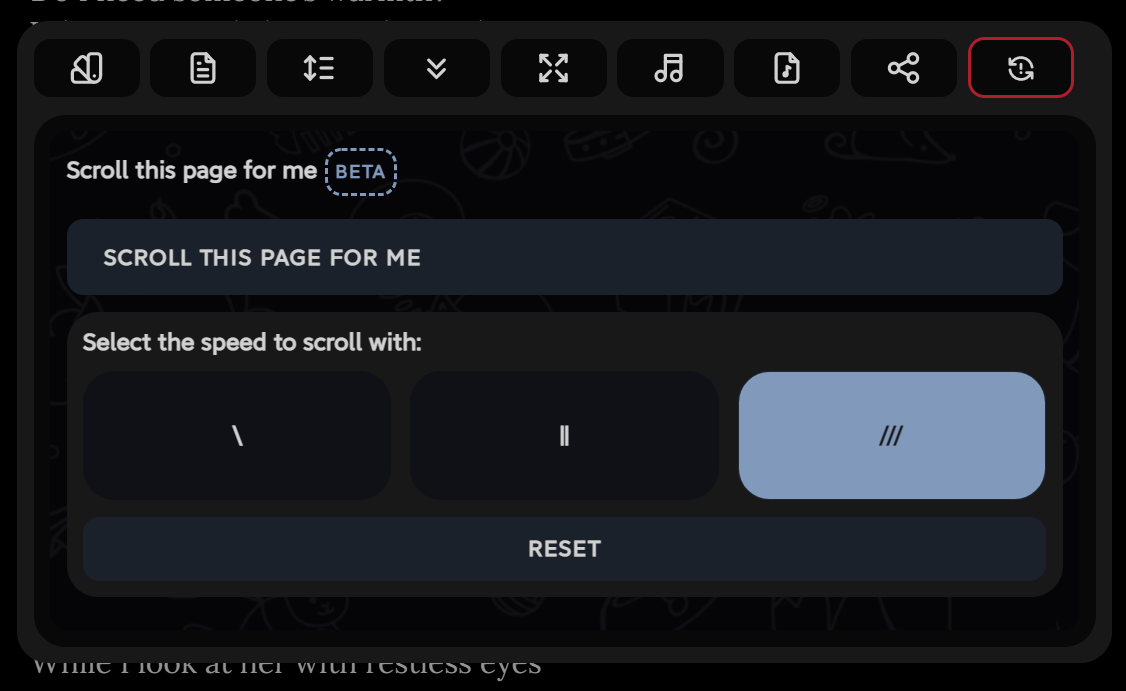 Scroll this page for me BETA
SCROLL THIS PAGE FOR ME
Select the speed to scroll with:
\
||
///
RESET
While I look at her with restless eyes